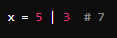 x = 5 | 3  # 7